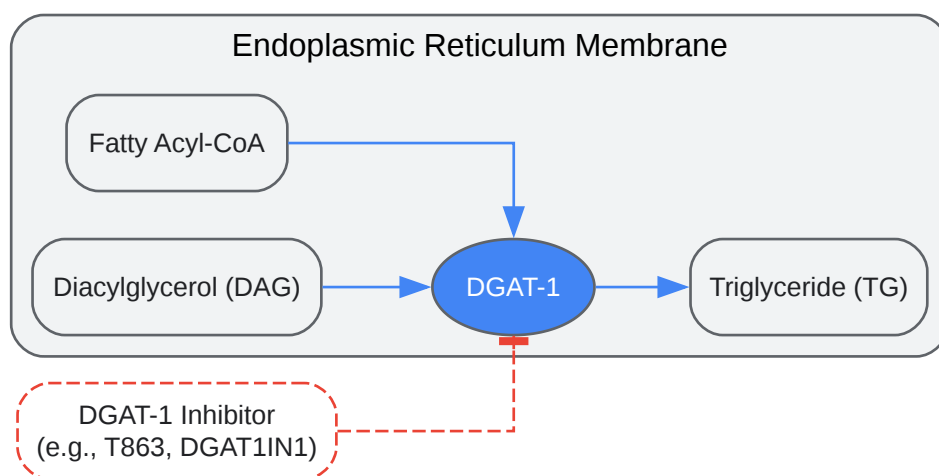 Endoplasmic Reticulum Membrane
Fatty Acyl-CoA
Diacylglycerol (DAG)
DGAT-1
Triglyceride (TG)
DGAT-1 Inhibitor
(e.g., T863, DGAT1IN1)